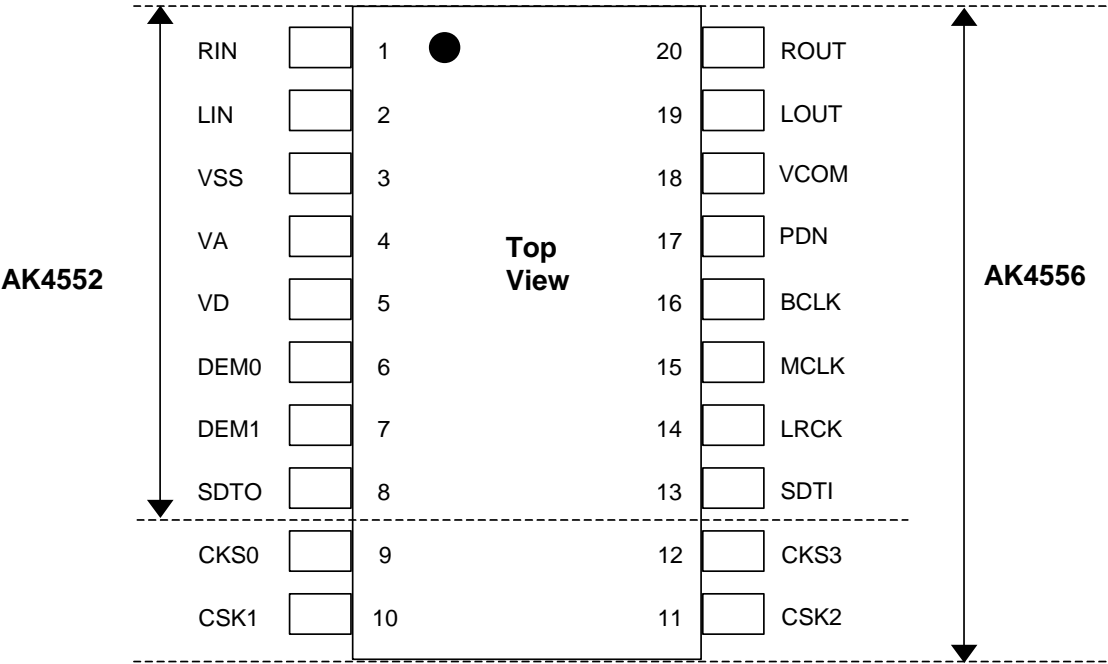 RIN 1 20 ROUT
LIN 2 19 LOUT
VSS 3 18 VCOM
VA 4 17 PDN
Top
View
AK4552
AK4556
VD 5 16 BCLK
DEM0 6 15 MCLK
DEM1 7 14 LRCK
SDTO 8 13 SDTI
CKS0 9 12 CKS3
CSK1 10 11 CSK2